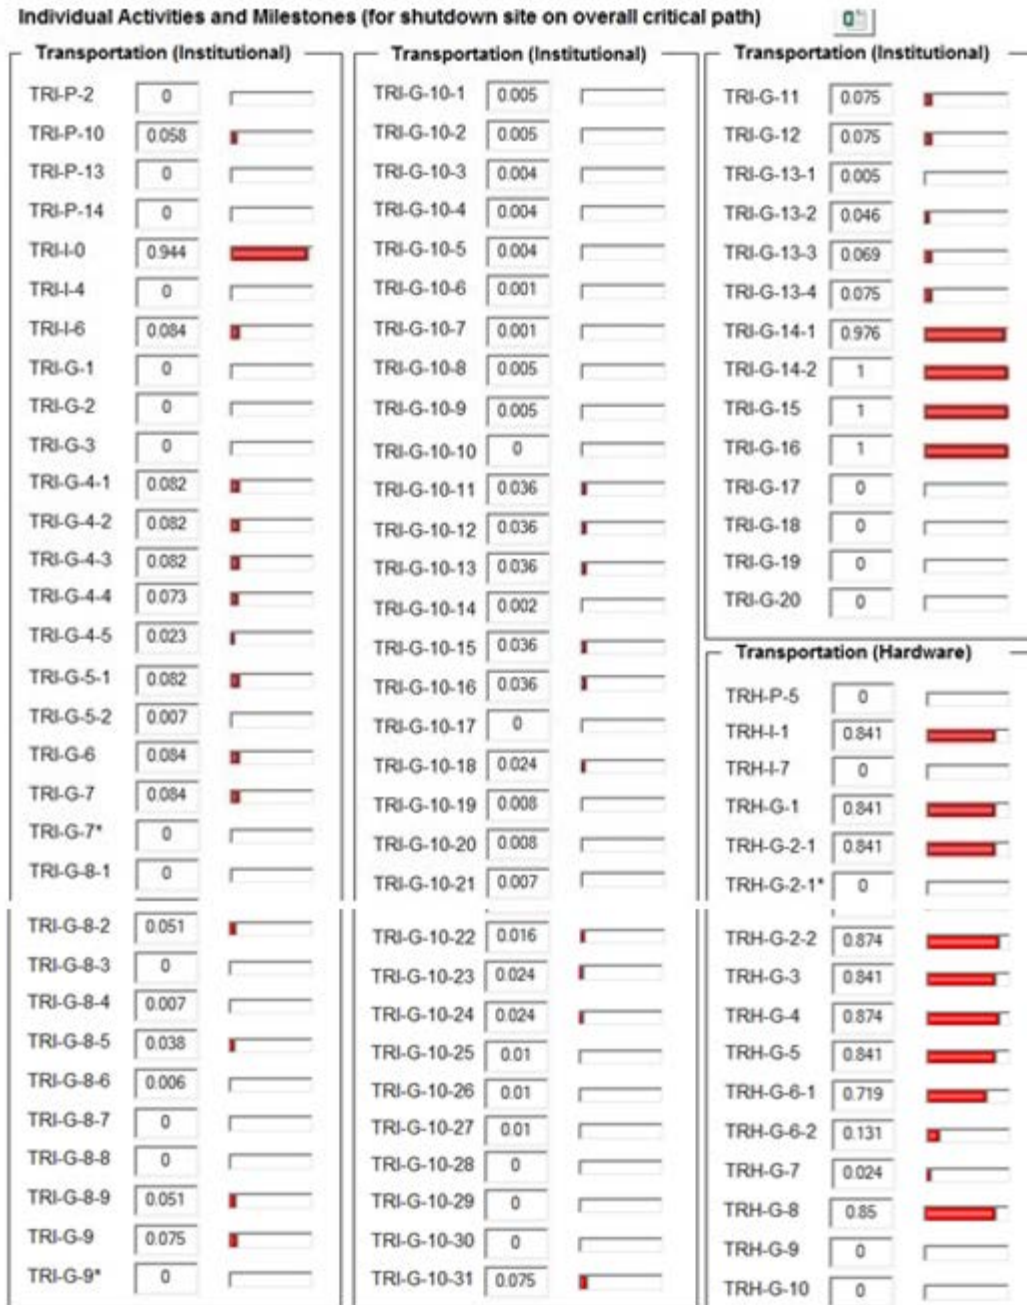 Individual Activities and Milestones (for shutdown site on overall critical path)
Transportation (Institutional)
TRI-P-2 0
TRI-P-10 0.058
TRI-P-13 0
TRI-P-14 0
TRI-I-0 0.944
TRI-I-4 0
TRI-I-6 0.084
TRI-G-1 0
TRI-G-2 0
TRI-G-3 0
TRI-G-4-1 0.082
TRI-G-4-2 0.082
TRI-G-4-3 0.082
TRI-G-4-4 0.073
TRI-G-4-5 0.023
TRI-G-5-1 0.082
TRI-G-5-2 0.007
TRI-G-6 0.084
TRI-G-7 0.084
TRI-G-7* 0
TRI-G-8-1 0
TRI-G-8-2 0.051
TRI-G-8-3 0
TRI-G-8-4 0.007
TRI-G-8-5 0.038
TRI-G-8-6 0.006
TRI-G-8-7 0
TRI-G-8-8 0
TRI-G-8-9 0.051
TRI-G-9 0.075
TRI-G-9* 0
Transportation (Institutional)
TRI-G-10-1 0.005
TRI-G-10-2 0.005
TRI-G-10-3 0.004
TRI-G-10-4 0.004
TRI-G-10-5 0.004
TRI-G-10-6 0.001
TRI-G-10-7 0.001
TRI-G-10-8 0.005
TRI-G-10-9 0.005
TRI-G-10-10 0
TRI-G-10-11 0.036
TRI-G-10-12 0.036
TRI-G-10-13 0.036
TRI-G-10-14 0.002
TRI-G-10-15 0.036
TRI-G-10-16 0.036
TRI-G-10-17 0
TRI-G-10-18 0.024
TRI-G-10-19 0.008
TRI-G-10-20 0.008
TRI-G-10-21 0.007
TRI-G-10-22 0.016
TRI-G-10-23 0.024
TRI-G-10-24 0.024
TRI-G-10-25 0.01
TRI-G-10-26 0.01
TRI-G-10-27 0.01
TRI-G-10-28 0
TRI-G-10-29 0
TRI-G-10-30 0
TRI-G-10-31 0.075
Transportation (Institutional)
TRI-G-11 0.075
TRI-G-12 0.075
TRI-G-13-1 0.005
TRI-G-13-2 0.046
TRI-G-13-3 0.069
TRI-G-13-4 0.075
TRI-G-14-1 0.976
TRI-G-14-2 1
TRI-G-15 1
TRI-G-16 1
TRI-G-17 0
TRI-G-18 0
TRI-G-19 0
TRI-G-20 0
Transportation (Hardware)
TRH-P-5 0
TRH-I-1 0.841
TRH-I-7 0
TRH-G-1 0.841
TRH-G-2-1 0.841
TRH-G-2-1* 0
TRH-G-2-2 0.874
TRH-G-3 0.841
TRH-G-4 0.874
TRH-G-5 0.841
TRH-G-6-1 0.719
TRH-G-6-2 0.131
TRH-G-7 0.024
TRH-G-8 0.85
TRH-G-9 0
TRH-G-10 0